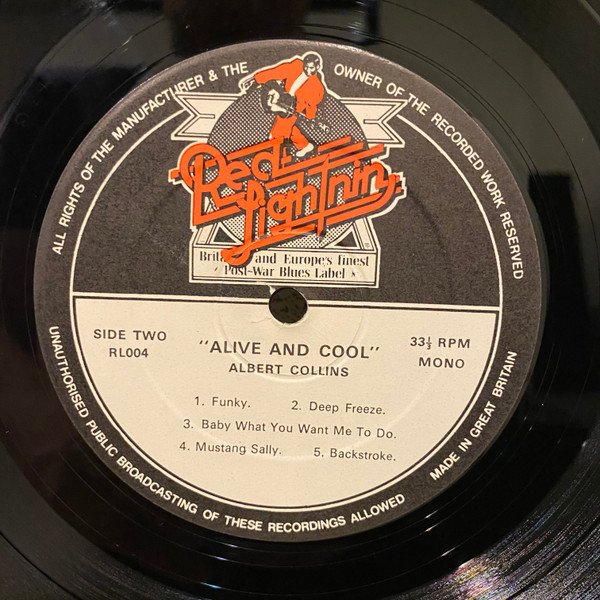 ALL RIGHTS OF THE MANUFACTURER & THE OWNER OF THE RECORDED WORK RESERVED
Red
Lightnin
and Europe's finest
Post-War Blues Label
SIDE TWO
RL004
"ALIVE AND COOL"
ALBERT COLLINS
33⅓ RPM
MONO
1. Funky. 2. Deep Freeze.
3. Baby What You Want Me To Do.
4. Mustang Sally. 5. Backstroke.
UNAUTHORISED PUBLIC BROADCASTING OF THESE RECORDINGS ALLOWED
MADE IN GREAT BRITAIN